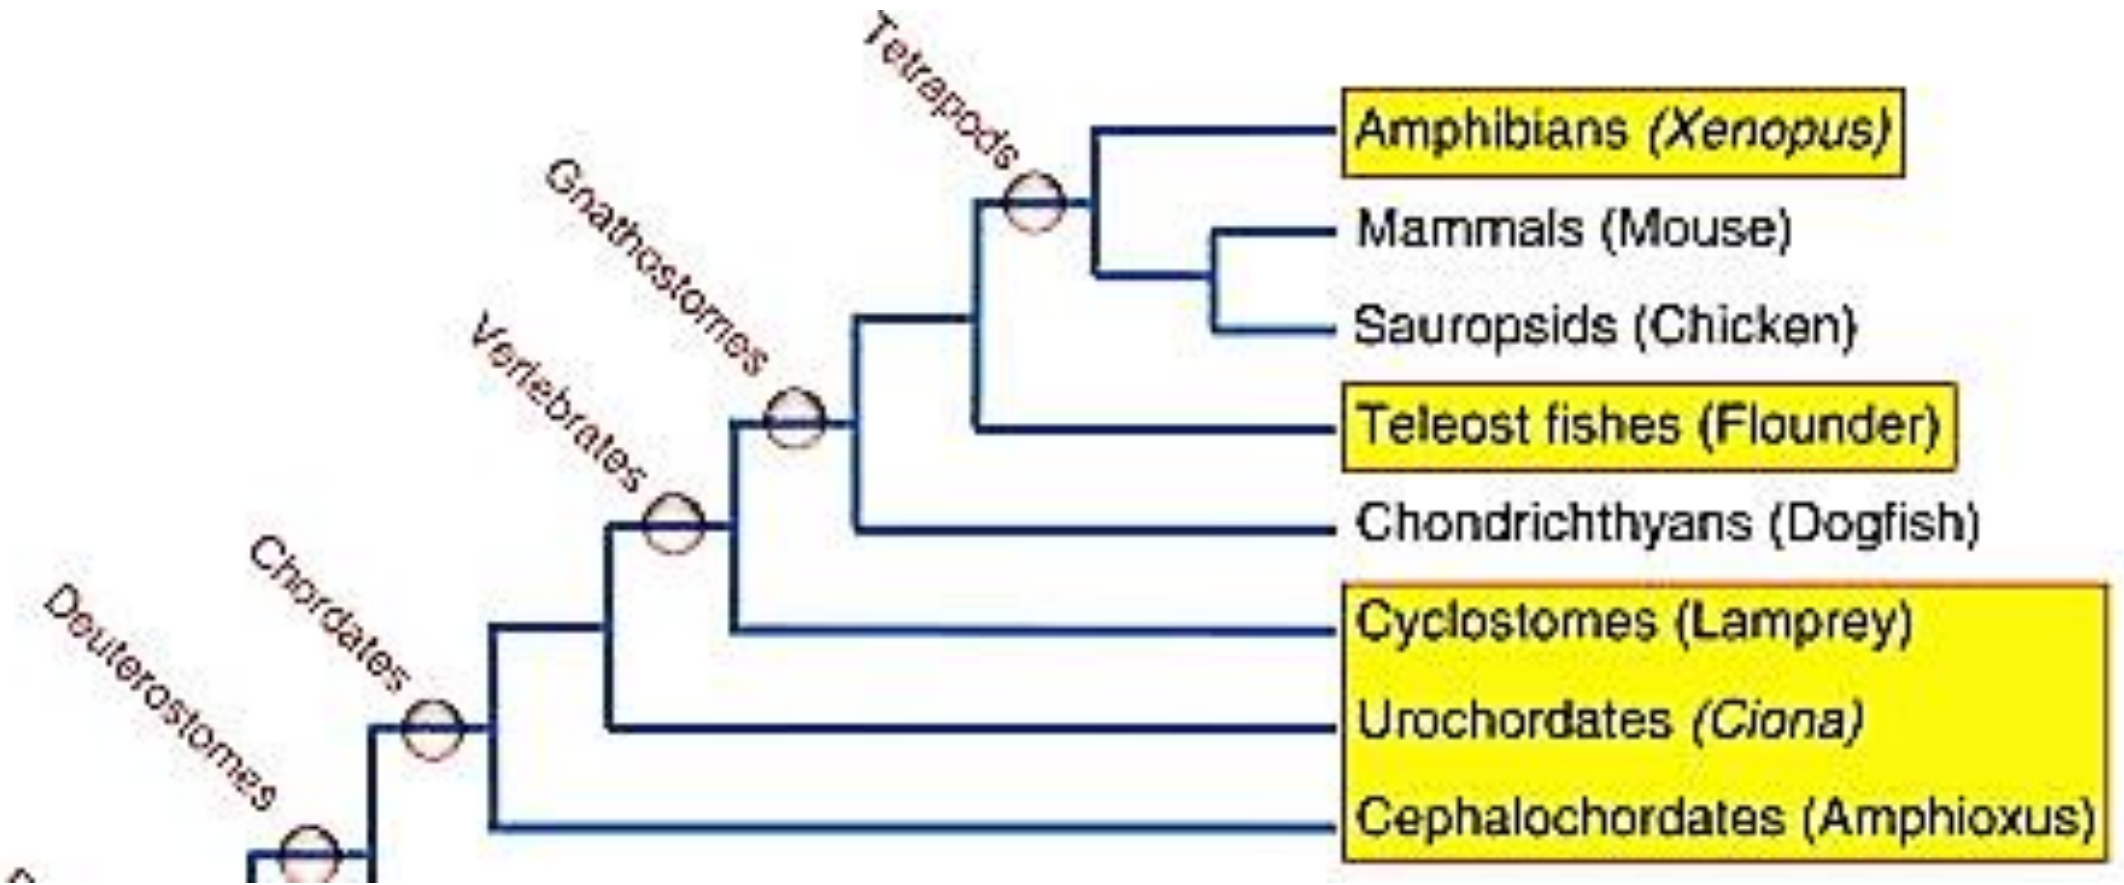 Tetrapods
Amphibians (Xenopus)
Gnathostomes
Mammals (Mouse)
Vertebrates
Sauropsids (Chicken)
Teleost fishes (Flounder)
Chordates
Chondrichthyans (Dogfish)
Deuterostomes
Cyclostomes (Lamprey)
Urochordates (Ciona)
Cephalochordates (Amphioxus)